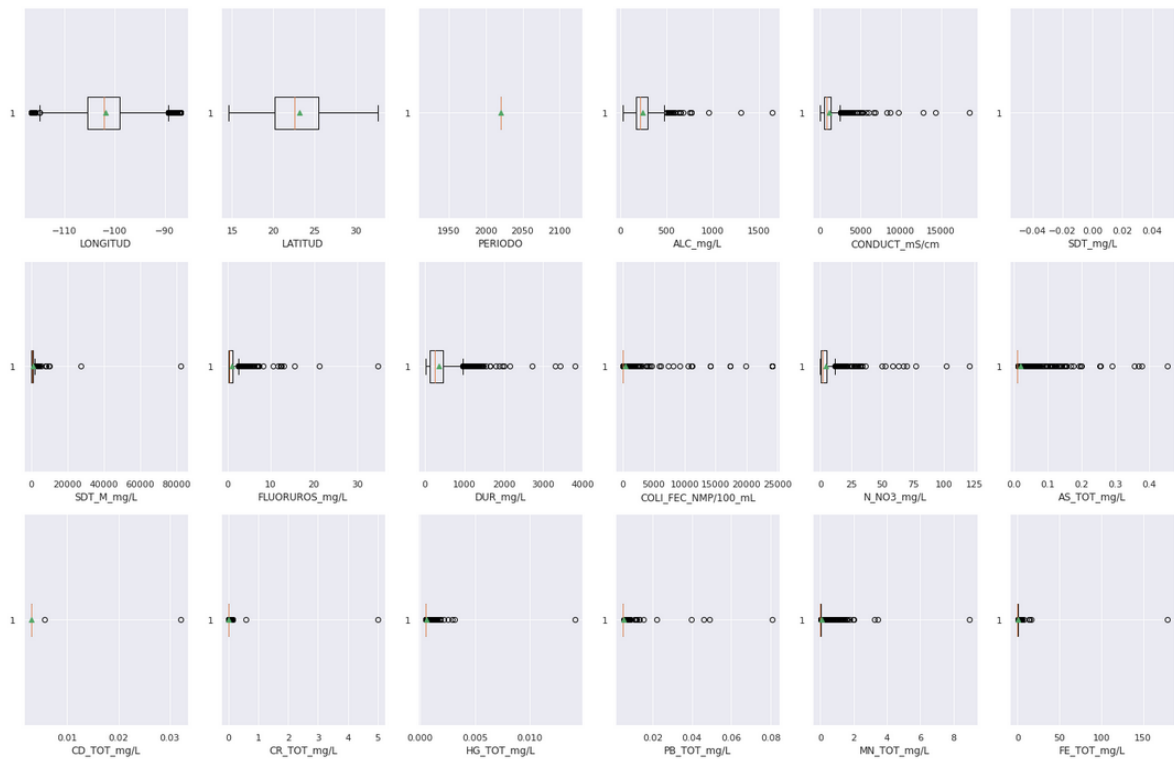 1 1 1 1 1 1
−110 −100 −90 15 20 25 30 1950 2000 2050 2100 0 500 1000 1500 0 5000 10000 15000 −0.04 −0.02 0.00 0.02 0.04
LONGITUD LATITUD PERIODO ALC_mg/L CONDUCT_mS/cm SDT_mg/L
1 1 1 1 1 1
0 20000 40000 60000 80000 0 10 20 30 0 1000 2000 3000 4000 0 5000 10000 15000 20000 25000 0 25 50 75 100 125 0.0 0.1 0.2 0.3 0.4
SDT_M_mg/L FLUORUROS_mg/L DUR_mg/L COLI_FEC_NMP/100_mL N_NO3_mg/L AS_TOT_mg/L
1 1 1 1 1 1
0.01 0.02 0.03 0 1 2 3 4 5 0.000 0.005 0.010 0.02 0.04 0.06 0.08 0 2 4 6 8 0 50 100 150
CD_TOT_mg/L CR_TOT_mg/L HG_TOT_mg/L PB_TOT_mg/L MN_TOT_mg/L FE_TOT_mg/L